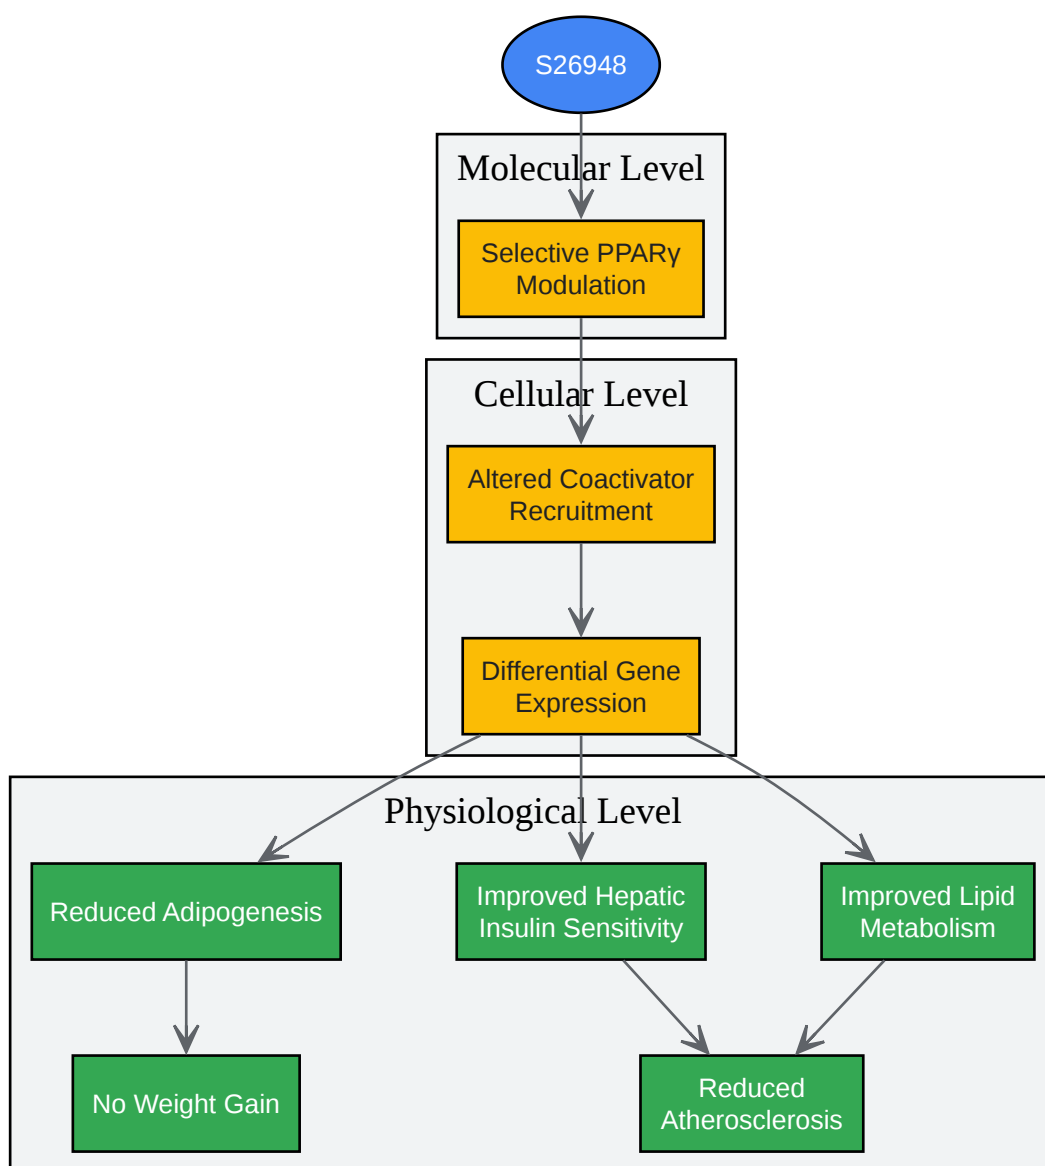 S26948
Molecular Level
Selective PPARγ
Modulation
Cellular Level
Altered Coactivator
Recruitment
Differential Gene
Expression
Physiological Level
Reduced Adipogenesis
Improved Hepatic
Insulin Sensitivity
Improved Lipid
Metabolism
No Weight Gain
Reduced
Atherosclerosis